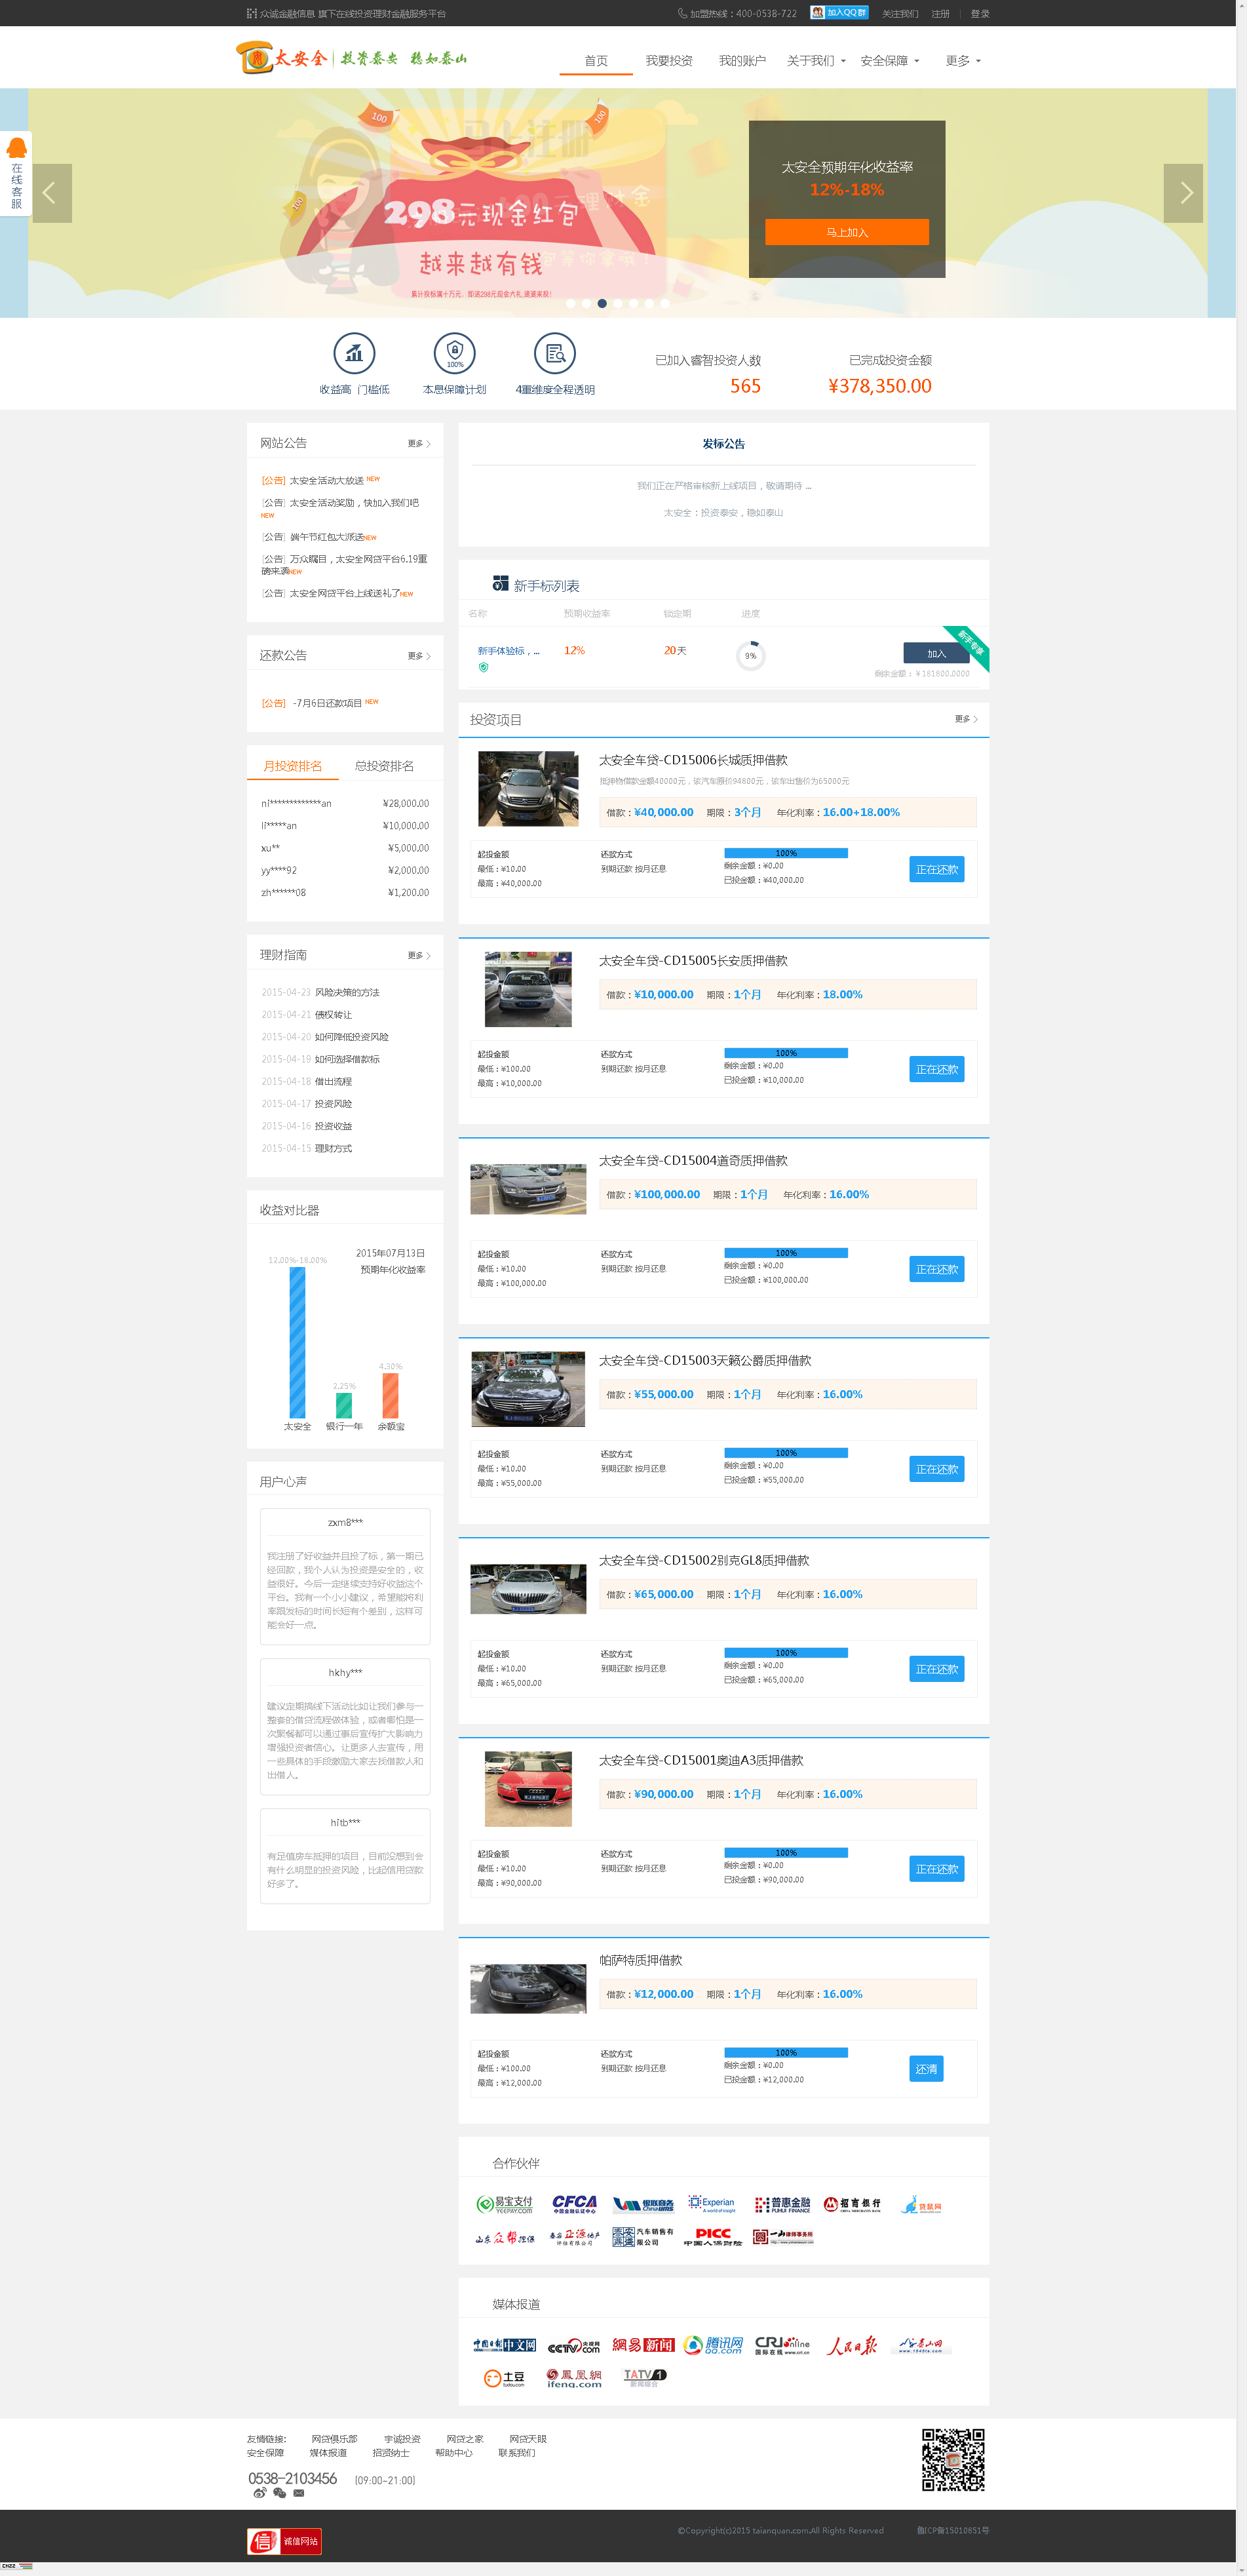 众诚金融信息 旗下在线投资理财金融服务平台
加盟热线：400-0538-722 加入QQ群 关注我们 注册 | 登录
太安全 投资泰安 稳如泰山
首页 我要投资 我的账户 关于我们 安全保障 更多
在线客服
298元现金红包
越来越有钱
太安全预期年化收益率
12%-18%
马上加入
收益高 门槛低
100%
本息保障计划
4重维度全程透明
已加入睿智投资人数
565
已完成投资金额
¥378,350.00
网站公告 更多
[公告] 太安全活动大放送 NEW
[公告] 太安全活动奖励，快加入我们吧
NEW
[公告] 端午节红包大派送NEW
[公告] 万众瞩目，太安全网贷平台6.19重
磅来袭NEW
[公告] 太安全网贷平台上线送礼了NEW
还款公告 更多
[公告] -7月6日还款项目 NEW
月投资排名 总投资排名
ni*************an ¥28,000.00
li*****an ¥10,000.00
xu** ¥5,000.00
yy****92 ¥2,000.00
zh******08 ¥1,200.00
理财指南 更多
2015-04-23 风险决策的方法
2015-04-21 债权转让
2015-04-20 如何降低投资风险
2015-04-19 如何选择借款标
2015-04-18 借出流程
2015-04-17 投资风险
2015-04-16 投资收益
2015-04-15 理财方式
收益对比器
2015年07月13日
预期年化收益率
12.00%-18.00%
2.25%
4.30%
太安全 银行一年 余额宝
用户心声
zxm8***
我注册了好收益并且投了标，第一期已
经回款，我个人认为投资是安全的，收
益很好。今后一定继续支持好收益这个
平台。我有一个小小建议，希望能将利
率跟发标的时间长短有个差别，这样可
能会好一点。
hkhy***
建议定期搞线下活动比如让我们参与一
整套的借贷流程做体验，或者哪怕是一
次聚餐都可以通过事后宣传扩大影响力
增强投资者信心。让更多人去宣传，用
一些具体的手段激励大家去找借款人和
出借人。
hitb***
有足值房车抵押的项目，目前没想到会
有什么明显的投资风险，比起信用贷款
好多了。
发标公告
我们正在严格审核新上线项目，敬请期待 ...
太安全：投资泰安，稳如泰山
新手标列表
名称 预期收益率 锁定期 进度
新手体验标，... 12% 20天 9% 加入 新手专享
剩余金额：￥181800.0000
投资项目 更多
太安全车贷-CD15006长城质押借款
抵押物借款金额40000元，该汽车原价94600元，该车出售价为65000元
借款：¥40,000.00 期限：3个月 年化利率：16.00+18.00%
起投金额 还款方式 100%
最低：¥10.00 到期还款 按月还息 剩余金额：¥0.00
最高：¥40,000.00 已投金额：¥40,000.00
正在还款
太安全车贷-CD15005长安质押借款
借款：¥10,000.00 期限：1个月 年化利率：18.00%
起投金额 还款方式 100%
最低：¥100.00 到期还款 按月还息 剩余金额：¥0.00
最高：¥10,000.00 已投金额：¥10,000.00
正在还款
太安全车贷-CD15004道奇质押借款
借款：¥100,000.00 期限：1个月 年化利率：16.00%
起投金额 还款方式 100%
最低：¥10.00 到期还款 按月还息 剩余金额：¥0.00
最高：¥100,000.00 已投金额：¥100,000.00
正在还款
太安全车贷-CD15003天籁公爵质押借款
借款：¥55,000.00 期限：1个月 年化利率：16.00%
起投金额 还款方式 100%
最低：¥10.00 到期还款 按月还息 剩余金额：¥0.00
最高：¥55,000.00 已投金额：¥55,000.00
正在还款
太安全车贷-CD15002别克GL8质押借款
借款：¥65,000.00 期限：1个月 年化利率：16.00%
起投金额 还款方式 100%
最低：¥10.00 到期还款 按月还息 剩余金额：¥0.00
最高：¥65,000.00 已投金额：¥65,000.00
正在还款
太安全车贷-CD15001奥迪A3质押借款
借款：¥90,000.00 期限：1个月 年化利率：16.00%
起投金额 还款方式 100%
最低：¥10.00 到期还款 按月还息 剩余金额：¥0.00
最高：¥90,000.00 已投金额：¥90,000.00
正在还款
帕萨特质押借款
借款：¥12,000.00 期限：1个月 年化利率：16.00%
起投金额 还款方式 100%
最低：¥100.00 到期还款 按月还息 剩余金额：¥0.00
最高：¥12,000.00 已投金额：¥12,000.00
还清
合作伙伴
易宝支付 YEEPAY.COM CFCA 中国金融认证中心 银联商务 China ums Experian A world of insight 普惠金融 PUHUI FINANCE 招商银行 CHINA MERCHANTS BANK 贷鼠网
山东众帮担保 泰安正源地产评估有限公司 汽车销售有限公司 PICC 中国人保财险 一山律师事务所
媒体报道
中国日报中文网 CCTV.com 央视网 網易新闻 腾讯网 QQ.com CRI online 国际在线 www.cri.cn 人民日报 泰山网
土豆 tudou.com 鳳凰網 ifeng.com TATV1 新闻综合
友情链接: 网贷俱乐部 宇诚投资 网贷之家 网贷天眼
安全保障 媒体报道 招贤纳士 帮助中心 联系我们
0538-2103456 (09:00-21:00)
诚信网站
©Copyright(c)2015 taianquan.com.All Rights Reserved 鲁ICP备15010651号
CNZZ